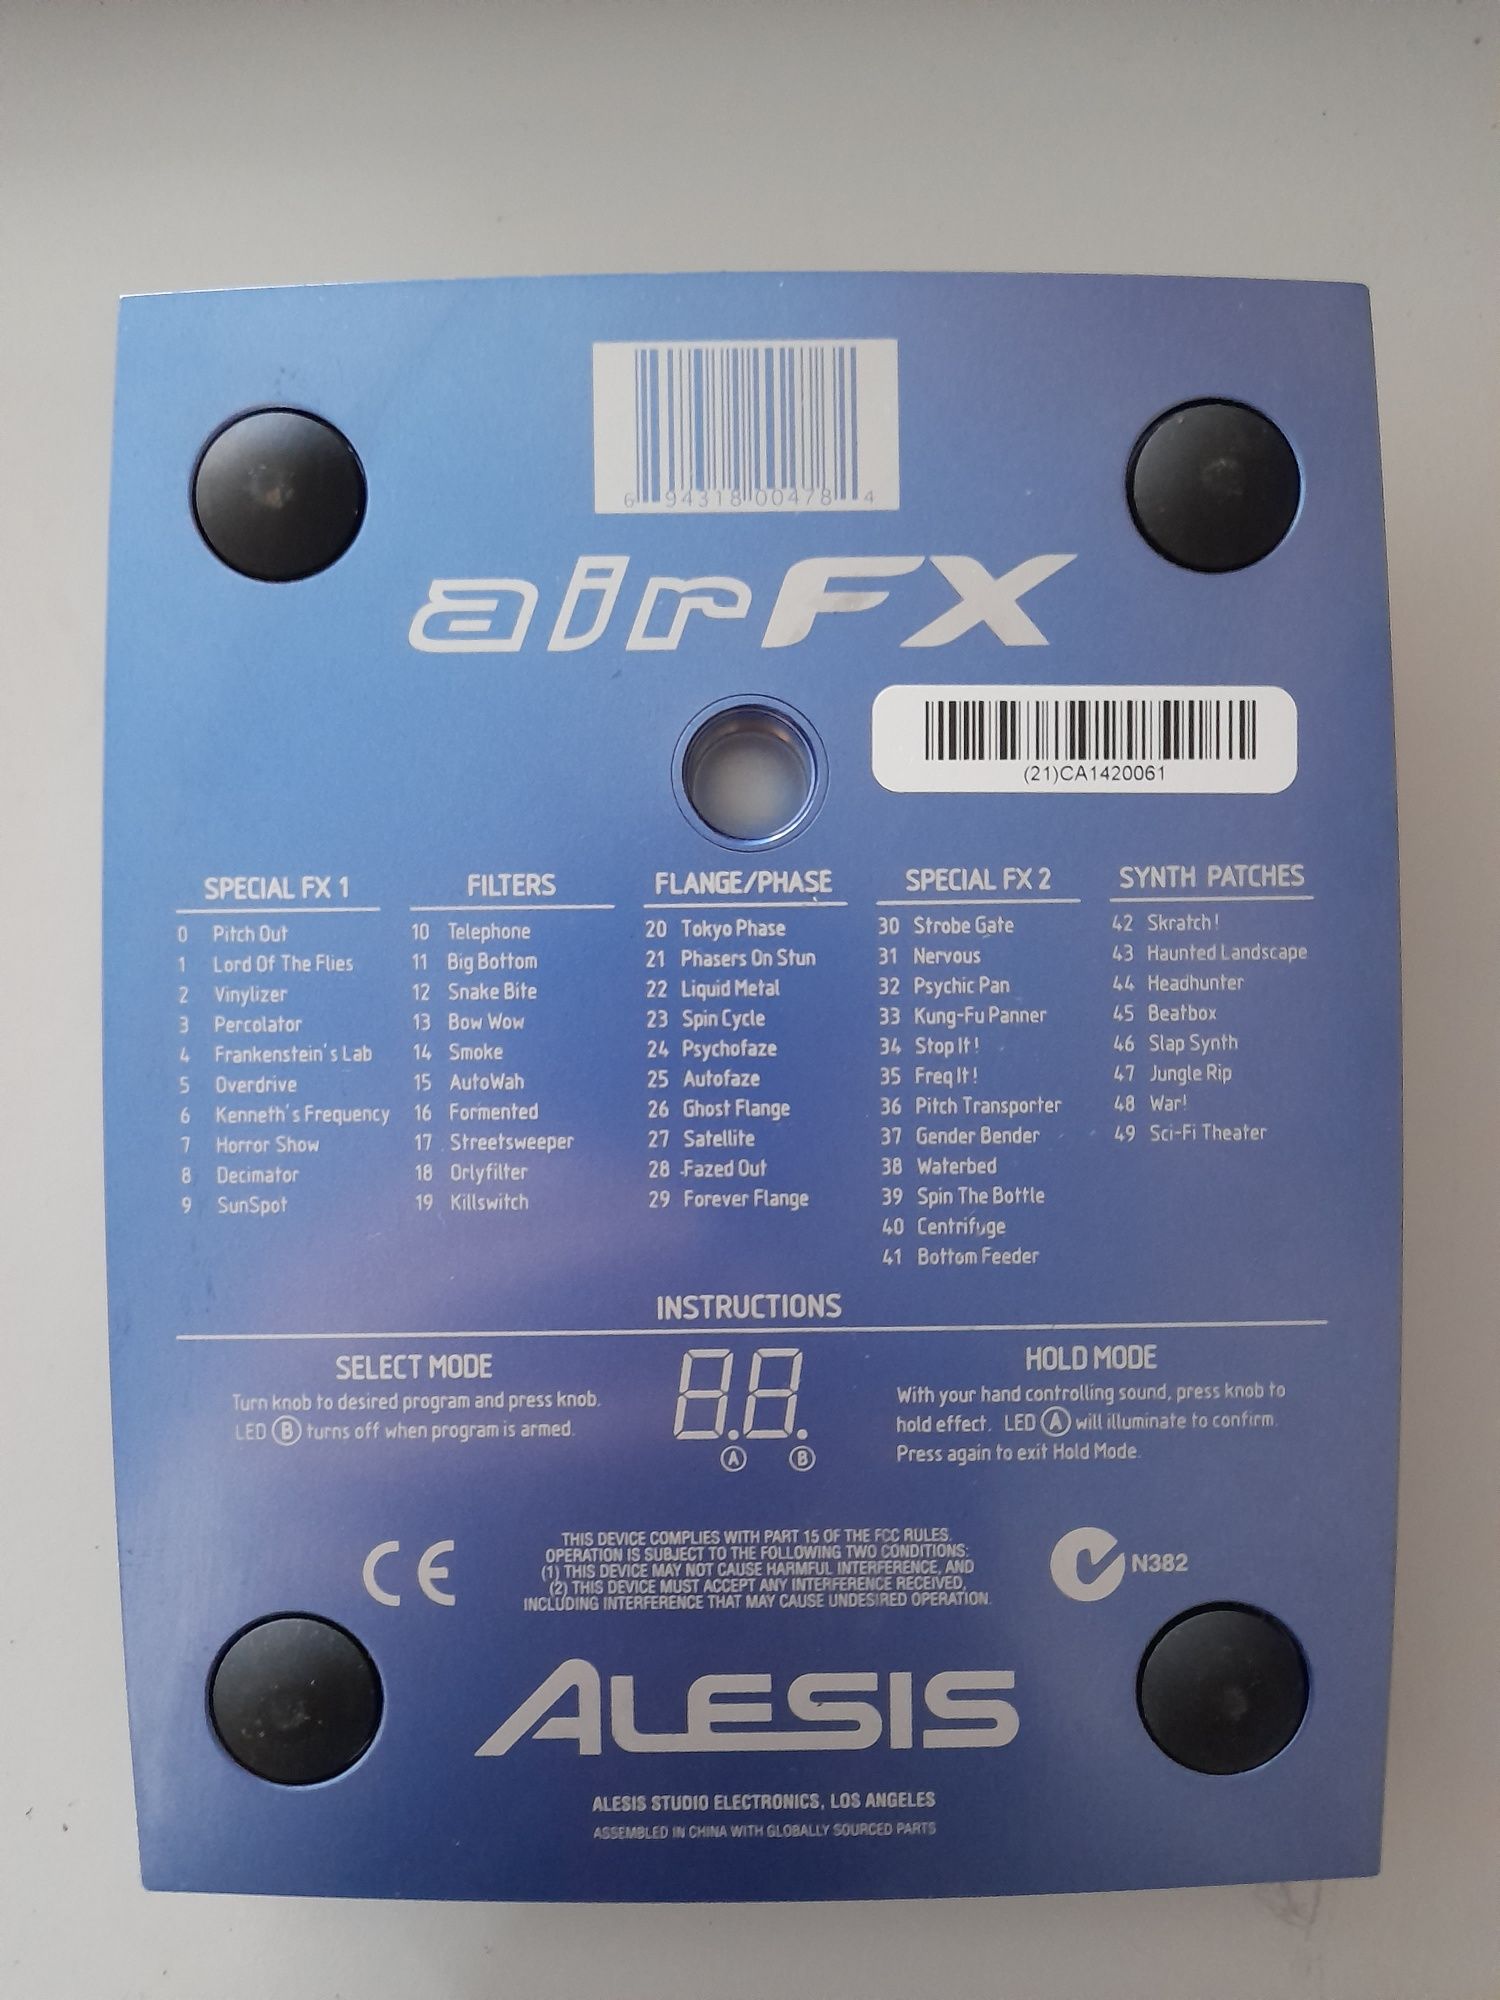 6 94318 00478 4
airFX
(21)CA1420061
SPECIAL FX 1
0 Pitch Out
1 Lord Of The Flies
2 Vinylizer
3 Percolator
4 Frankenstein's Lab
5 Overdrive
6 Kenneth's Frequency
7 Horror Show
8 Decimator
9 SunSpot
FILTERS
10 Telephone
11 Big Bottom
12 Snake Bite
13 Bow Wow
14 Smoke
15 AutoWah
16 Formented
17 Streetsweeper
18 Orlyfilter
19 Killswitch
FLANGE/PHASE
20 Tokyo Phase
21 Phasers On Stun
22 Liquid Metal
23 Spin Cycle
24 Psychofaze
25 Autofaze
26 Ghost Flange
27 Satellite
28 Fazed Out
29 Forever Flange
SPECIAL FX 2
30 Strobe Gate
31 Nervous
32 Psychic Pan
33 Kung-Fu Panner
34 Stop It!
35 Freq It!
36 Pitch Transporter
37 Gender Bender
38 Waterbed
39 Spin The Bottle
40 Centrifuge
41 Bottom Feeder
SYNTH PATCHES
42 Skratch!
43 Haunted Landscape
44 Headhunter
45 Beatbox
46 Slap Synth
47 Jungle Rip
48 War!
49 Sci-Fi Theater
INSTRUCTIONS
SELECT MODE
Turn knob to desired program and press knob.
LED B turns off when program is armed.
8.8.
A B
HOLD MODE
With your hand controlling sound, press knob to
hold effect. LED A will illuminate to confirm.
Press again to exit Hold Mode.
CE
THIS DEVICE COMPLIES WITH PART 15 OF THE FCC RULES.
OPERATION IS SUBJECT TO THE FOLLOWING TWO CONDITIONS:
(1) THIS DEVICE MAY NOT CAUSE HARMFUL INTERFERENCE, AND
(2) THIS DEVICE MUST ACCEPT ANY INTERFERENCE RECEIVED,
INCLUDING INTERFERENCE THAT MAY CAUSE UNDESIRED OPERATION.
N382
ALESIS
ALESIS STUDIO ELECTRONICS, LOS ANGELES
ASSEMBLED IN CHINA WITH GLOBALLY SOURCED PARTS